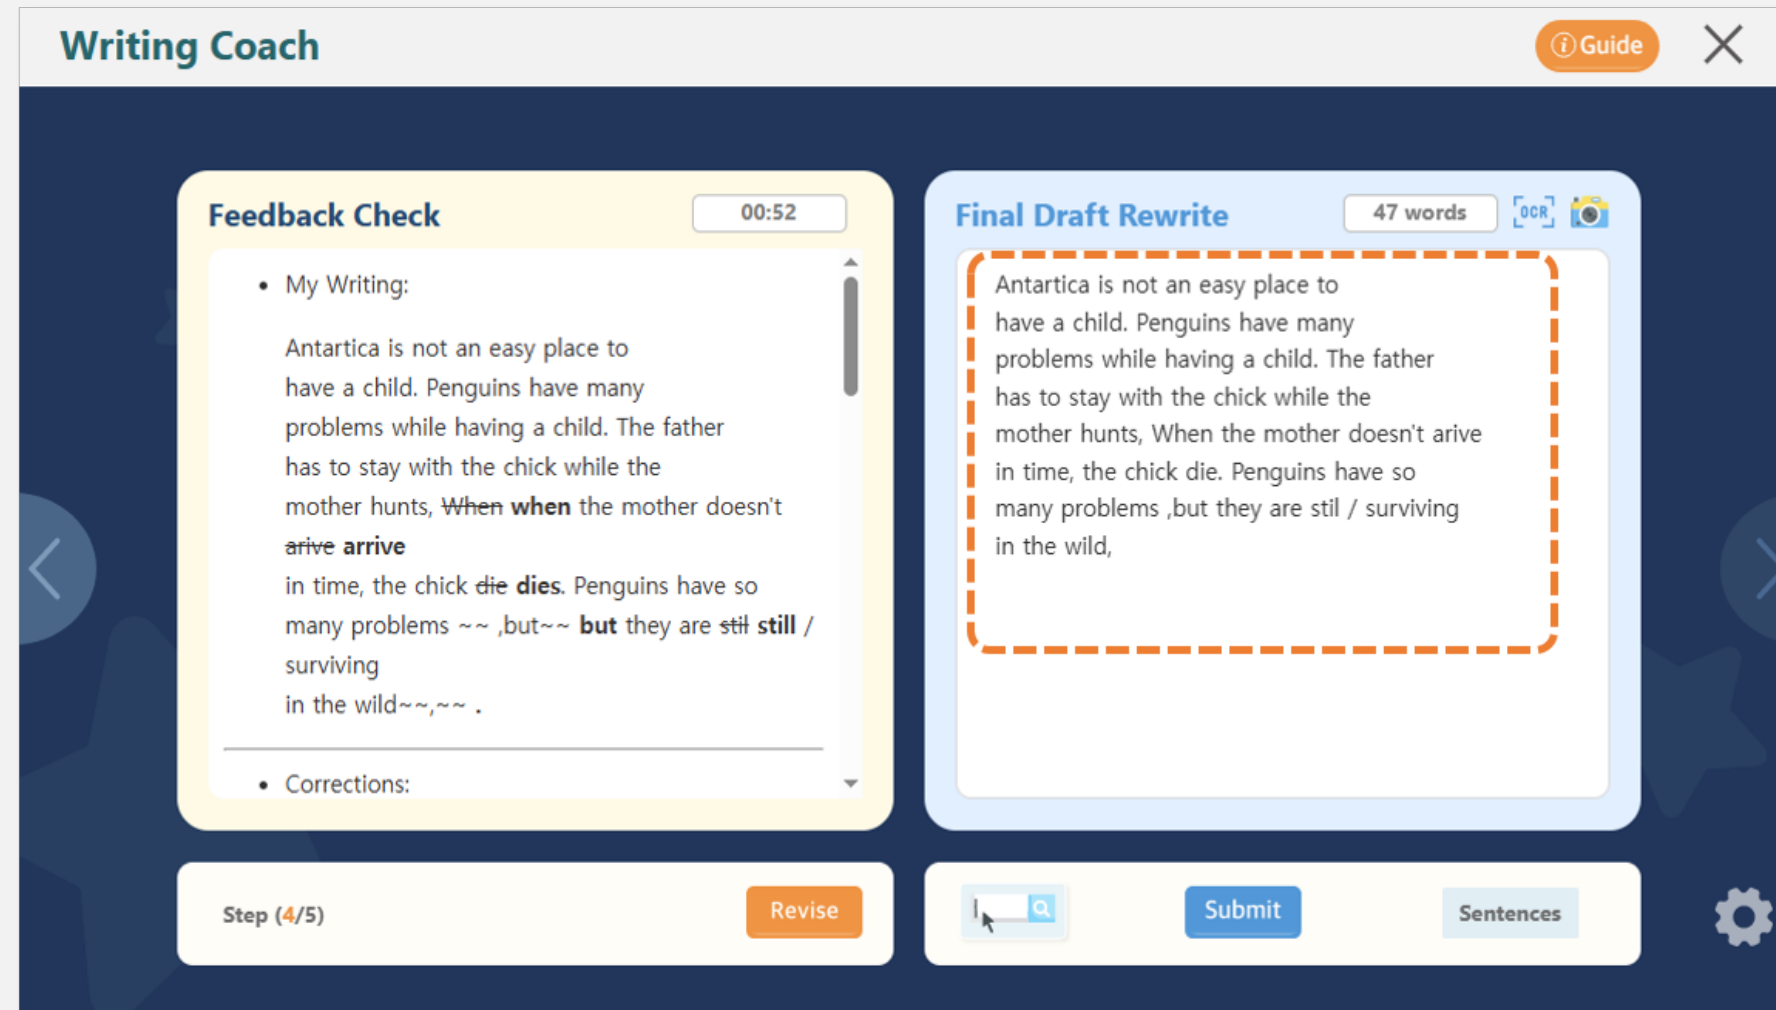 Writing Coach
Guide
Feedback Check
00:52
• My Writing:
Antartica is not an easy place to
have a child. Penguins have many
problems while having a child. The father
has to stay with the chick while the
mother hunts, When when the mother doesn't
arive arrive
in time, the chick die dies. Penguins have so
many problems ~~ ,but~~ but they are stil still /
surviving
in the wild~~,~~ .
• Corrections:
Final Draft Rewrite
47 words
OCR
Antartica is not an easy place to
have a child. Penguins have many
problems while having a child. The father
has to stay with the chick while the
mother hunts, When the mother doesn't arive
in time, the chick die. Penguins have so
many problems ,but they are stil / surviving
in the wild,
Step (4/5)
Revise
Submit
Sentences